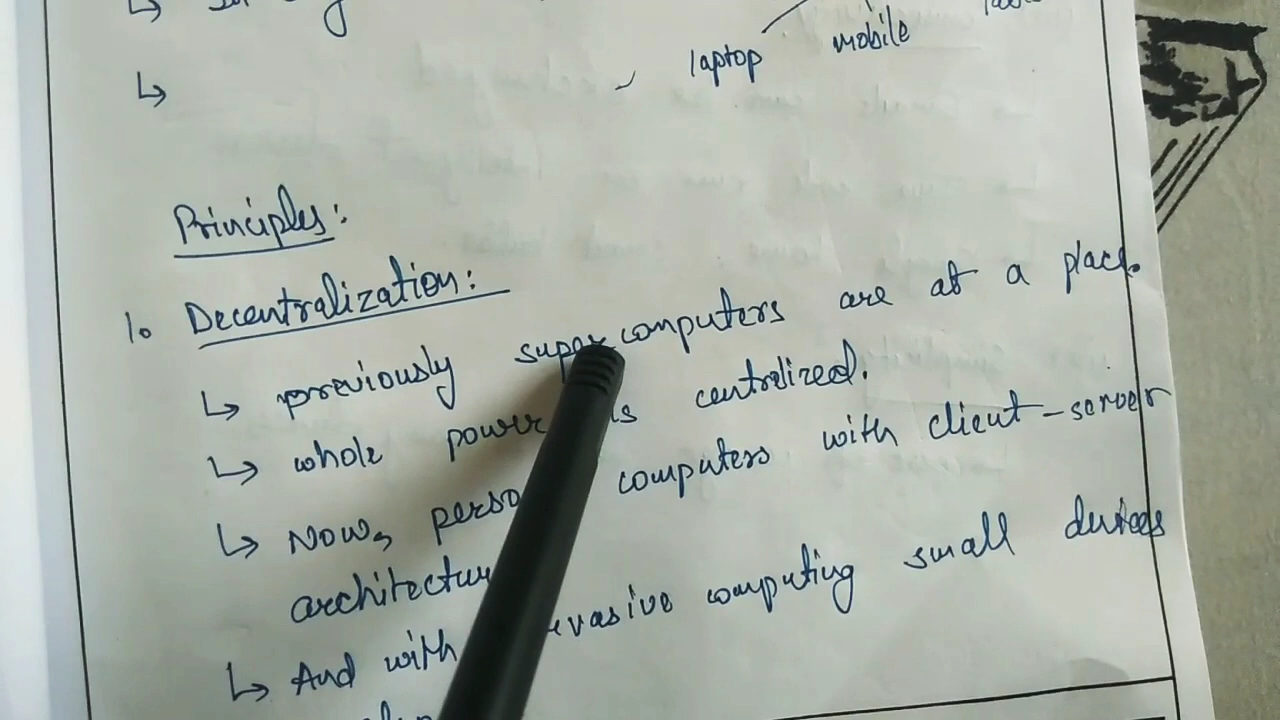 laptop mobile
Principles:
1. Decentralization:
↳ previously super computers are at a place.
↳ whole power is centralized.
↳ Now, computers with client-server
↳ And with computing small devices